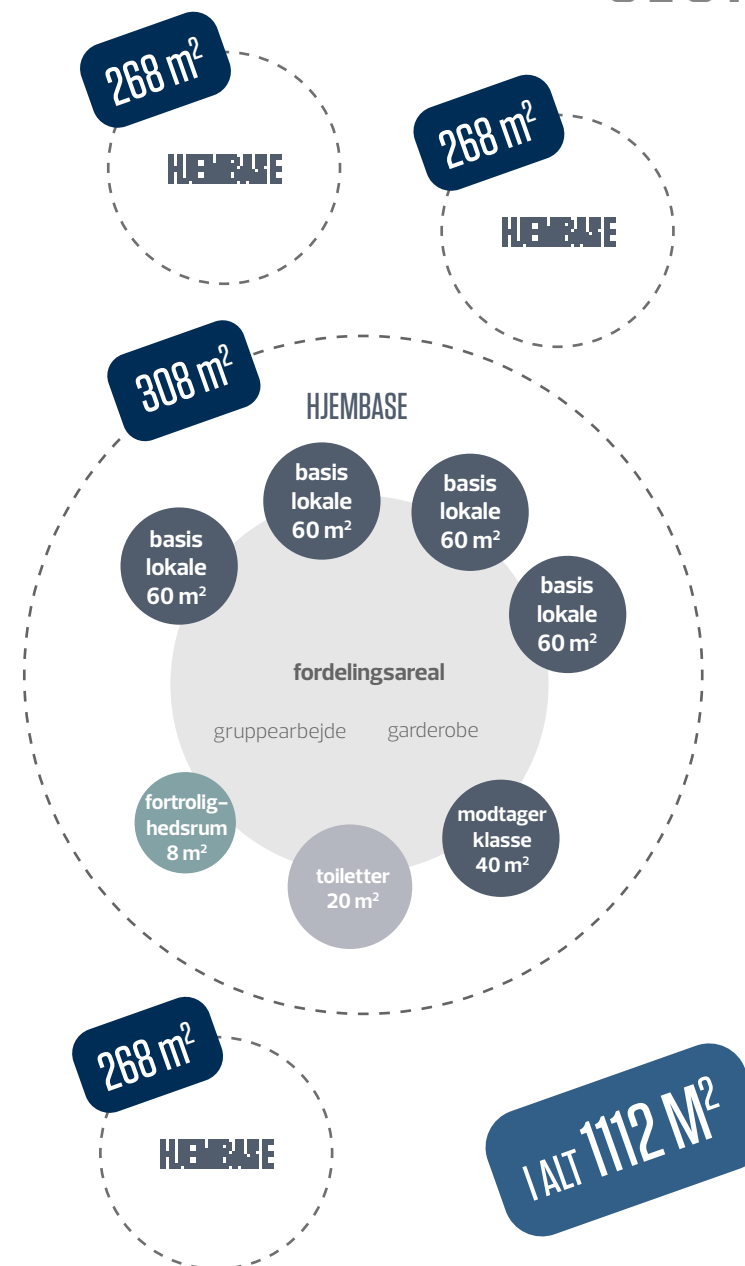 268 m²
HJEMBASE
268 m²
HJEMBASE
308 m²
HJEMBASE
basis
lokale
60 m²
basis
lokale
60 m²
basis
lokale
60 m²
basis
lokale
60 m²
fordelingsareal
gruppearbejde garderobe
fortrolig-
hedsrum
8 m²
toiletter
20 m²
modtager
klasse
40 m²
268 m²
HJEMBASE
I ALT 1112 M²